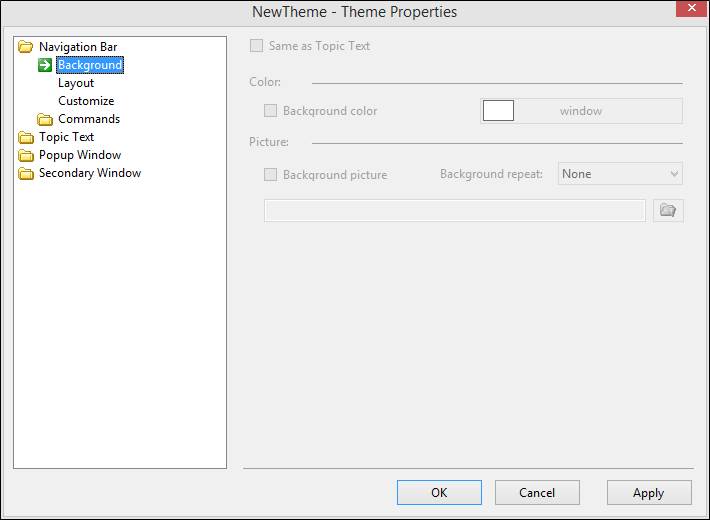 NewTheme - Theme Properties
Navigation Bar
Background
Layout
Customize
Commands
Topic Text
Popup Window
Secondary Window
Same as Topic Text
Color:
Background color
window
Picture:
Background picture
Background repeat:
None
OK
Cancel
Apply